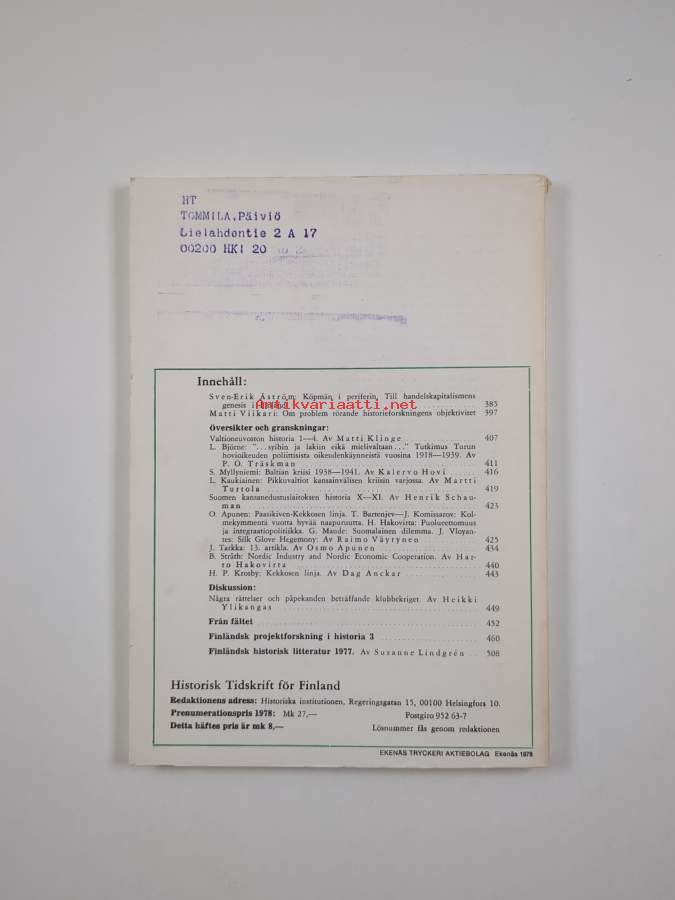 HT
TOMMILA,Päiviö
Lielahdentie 2 A 17
00200 HKI 20
Antikvariaatti.net
Innehåll:
Sven-Erik Åström: Köpmän i periferin. Till handelskapitalismens
genesis i Finland 385
Matti Viikari: Om problem rörande historieforskningens objektivitet 397
Översikter och granskningar:
Valtioneuvoston historia 1—4. Av Matti Klinge 407
L. Björne: "...syihin ja lakiin eikä mielivaltaan..." Tutkimus Turun
hovioikeuden poliittisista oikeudenkäynneistä vuosina 1918—1939. Av
P. O. Träskman 411
S. Myllyniemi: Baltian kriisi 1938—1941. Av Kalervo Hovi 416
L. Kaukiainen: Pikkuvaltiot kansainvälisen kriisin varjossa. Av Martti
Turtola 419
Suomen kansanedustuslaitoksen historia X—XI. Av Henrik Schau-
man 423
O. Apunen: Paasikiven-Kekkosen linja. T. Bartenjev—J. Komissarov: Kol-
mekymmentä vuotta hyvää naapuruutta. H. Hakovirta: Puolueettomuus
ja integraatiopolitiikka. G. Maude: Suomalainen dilemma. J. Vloyan-
tes: Silk Glove Hegemony: Av Raimo Väyrynen 425
J. Tarkka: 13. artikla. Av Osmo Apunen 434
B. Stråth: Nordic Industry and Nordic Economic Cooperation. Av Har-
ro Hakovirta 440
H. P. Krosby: Kekkosen linja. Av Dag Anckar 443
Diskussion:
Några rättelser och påpekanden beträffande klubbekriget. Av Heikki
Ylikangas 449
Från fältet 452
Finländsk projektforskning i historia 3 460
Finländsk historisk litteratur 1977. Av Susanne Lindgrén 508
Historisk Tidskrift för Finland
Redaktionens adress: Historiska institutionen, Regeringsgatan 15, 00100 Helsingfors 10.
Prenumerationspris 1978: Mk 27,— Postgiro 952 63-7
Detta häftes pris är mk 8,— Lösnummer fås genom redaktionen
EKENÄS TRYCKERI AKTIEBOLAG Ekenäs 1978